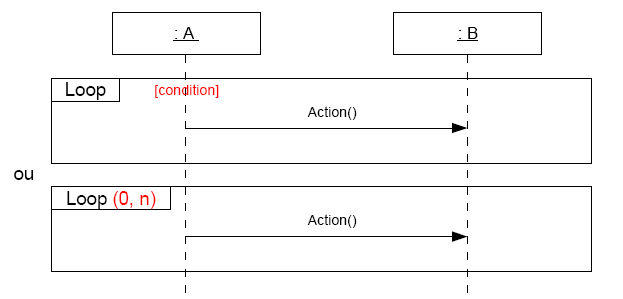 : A
: B
Loop
[condition]
Action()
ou
Loop (0, n)
Action()